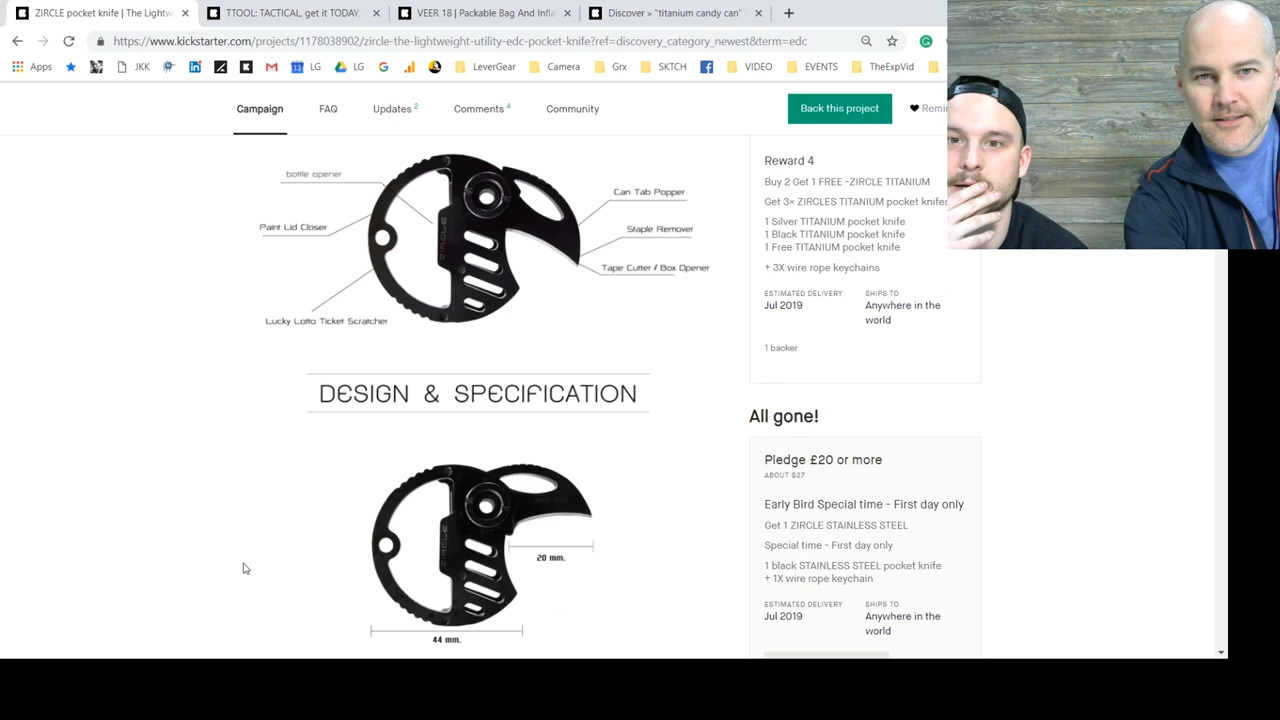 ZIRCLE pocket knife | The Lightw
TTOOL: TACTICAL, get it TODAY,
VEER 18 | Packable Bag And Infla
Discover » "titanium candy can"
https://www.kickstarter.com/projects/1178038902/zircle-the-lightweight-utility-edc-pocket-knife?ref=discovery_category_newest&term=edc
Apps JKK 13 LG LG LeverGear Camera Grx SKTCH VIDEO EVENTS TheExpVid
Campaign FAQ Updates 2 Comments 4 Community Back this project Remin
bottle opener
Paint Lid Closer
Lucky Lotto Ticket Scratcher
Can Tab Popper
Staple Remover
Tape Cutter / Box Opener
ZIRCLE
DESIGN & SPECIFICATION
ZIRCLE
20 mm.
44 mm.
Reward 4
Buy 2 Get 1 FREE -ZIRCLE TITANIUM
Get 3× ZIRCLES TITANIUM pocket knifes
1 Silver TITANIUM pocket knife
1 Black TITANIUM pocket knife
1 Free TITANIUM pocket knife
+ 3X wire rope keychains
ESTIMATED DELIVERY SHIPS TO
Jul 2019 Anywhere in the
world
1 backer
All gone!
Pledge £20 or more
ABOUT $27
Early Bird Special time - First day only
Get 1 ZIRCLE STAINLESS STEEL
Special time - First day only
1 black STAINLESS STEEL pocket knife
+ 1X wire rope keychain
ESTIMATED DELIVERY SHIPS TO
Jul 2019 Anywhere in the
world